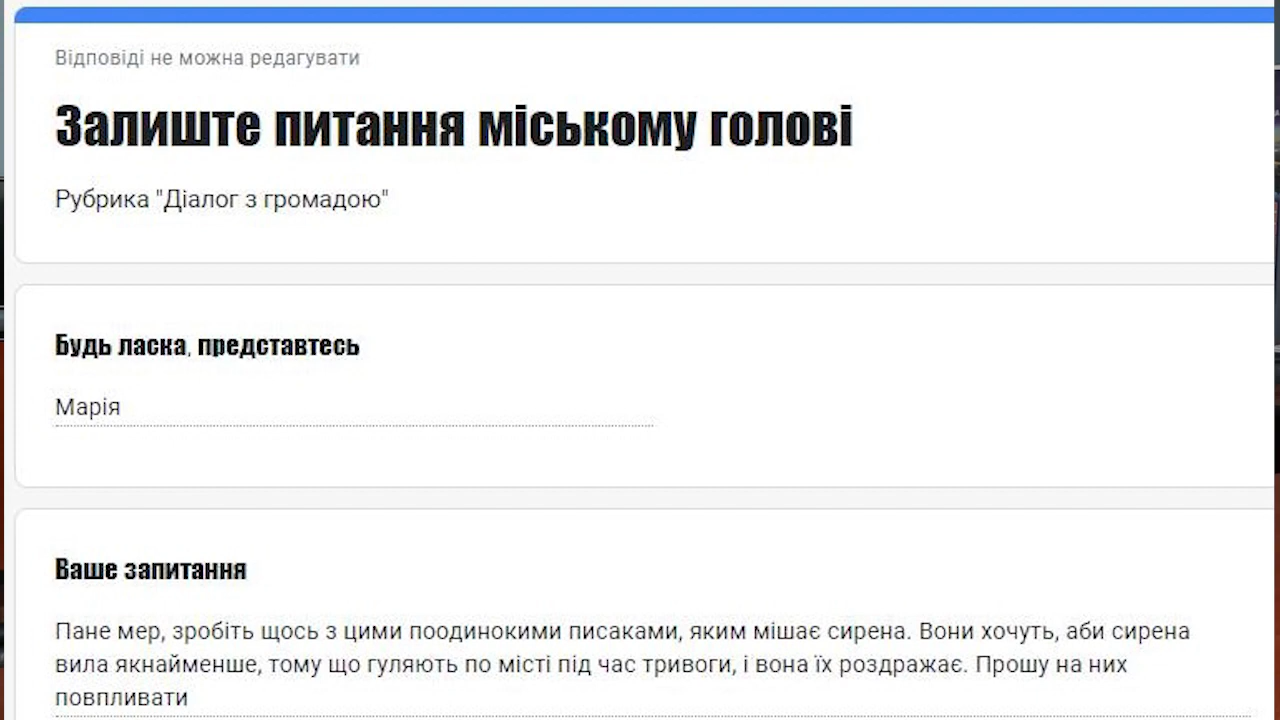 Відповіді не можна редагувати
Залиште питання міському голові
Рубрика "Діалог з громадою"
Будь ласка, представтесь
Марія
Ваше запитання
Пане мер, зробіть щось з цими поодинокими писаками, яким мішає сирена. Вони хочуть, аби сирена
вила якнайменше, тому що гуляють по місті під час тривоги, і вона їх роздражає. Прошу на них
повпливати